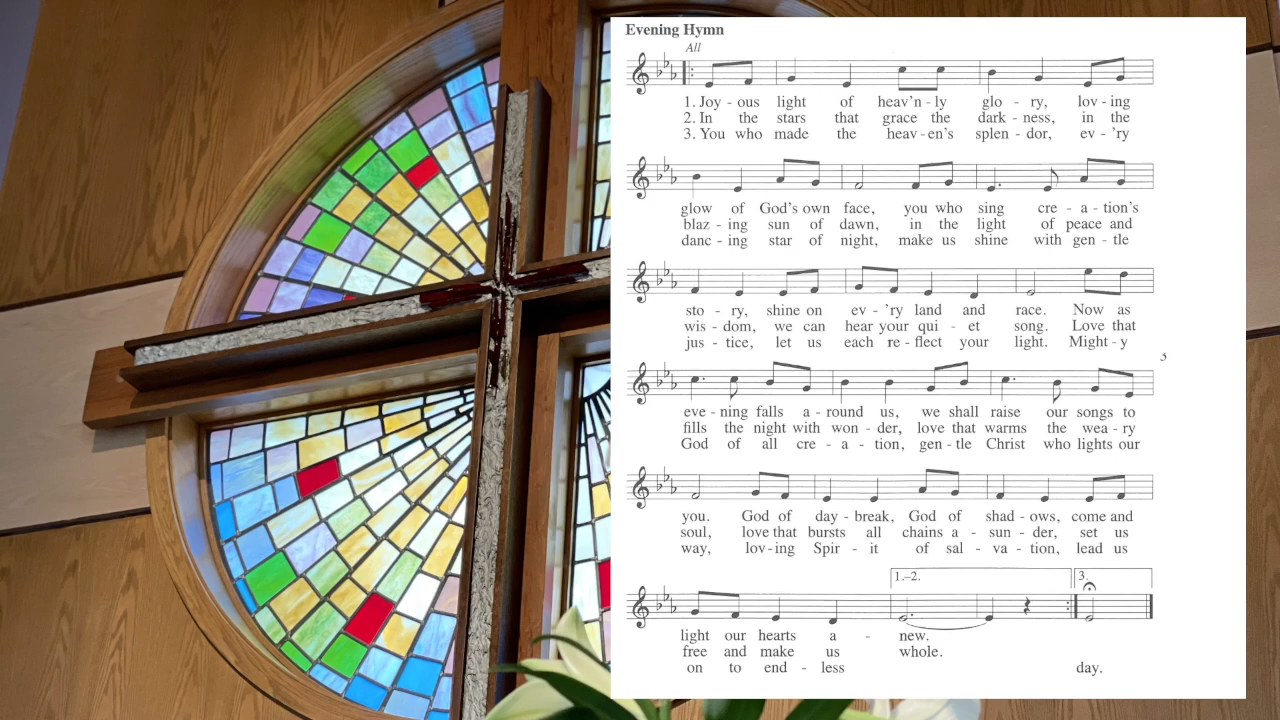 Evening Hymn
All
1. Joy - ous light of heav'n - ly glo - ry, lov - ing
2. In the stars that grace the dark - ness, in the
3. You who made the heav - en's splen - dor, ev - 'ry
glow of God's own face, you who sing cre - a - tion's
blaz - ing sun of dawn, in the light of peace and
danc - ing star of night, make us shine with gen - tle
sto - ry, shine on ev - 'ry land and race. Now as
wis - dom, we can hear your qui - et song. Love that
jus - tice, let us each re - flect your light. Might - y
3
eve - ning falls a - round us, we shall raise our songs to
fills the night with won - der, love that warms the wea - ry
God of all cre - a - tion, gen - tle Christ who lights our
you. God of day - break, God of shad - ows, come and
soul, love that bursts all chains a - sun - der, set us
way, lov - ing Spir - it of sal - va - tion, lead us
1.–2. 3.
light our hearts a - new.
free and make us whole.
on to end - less day.